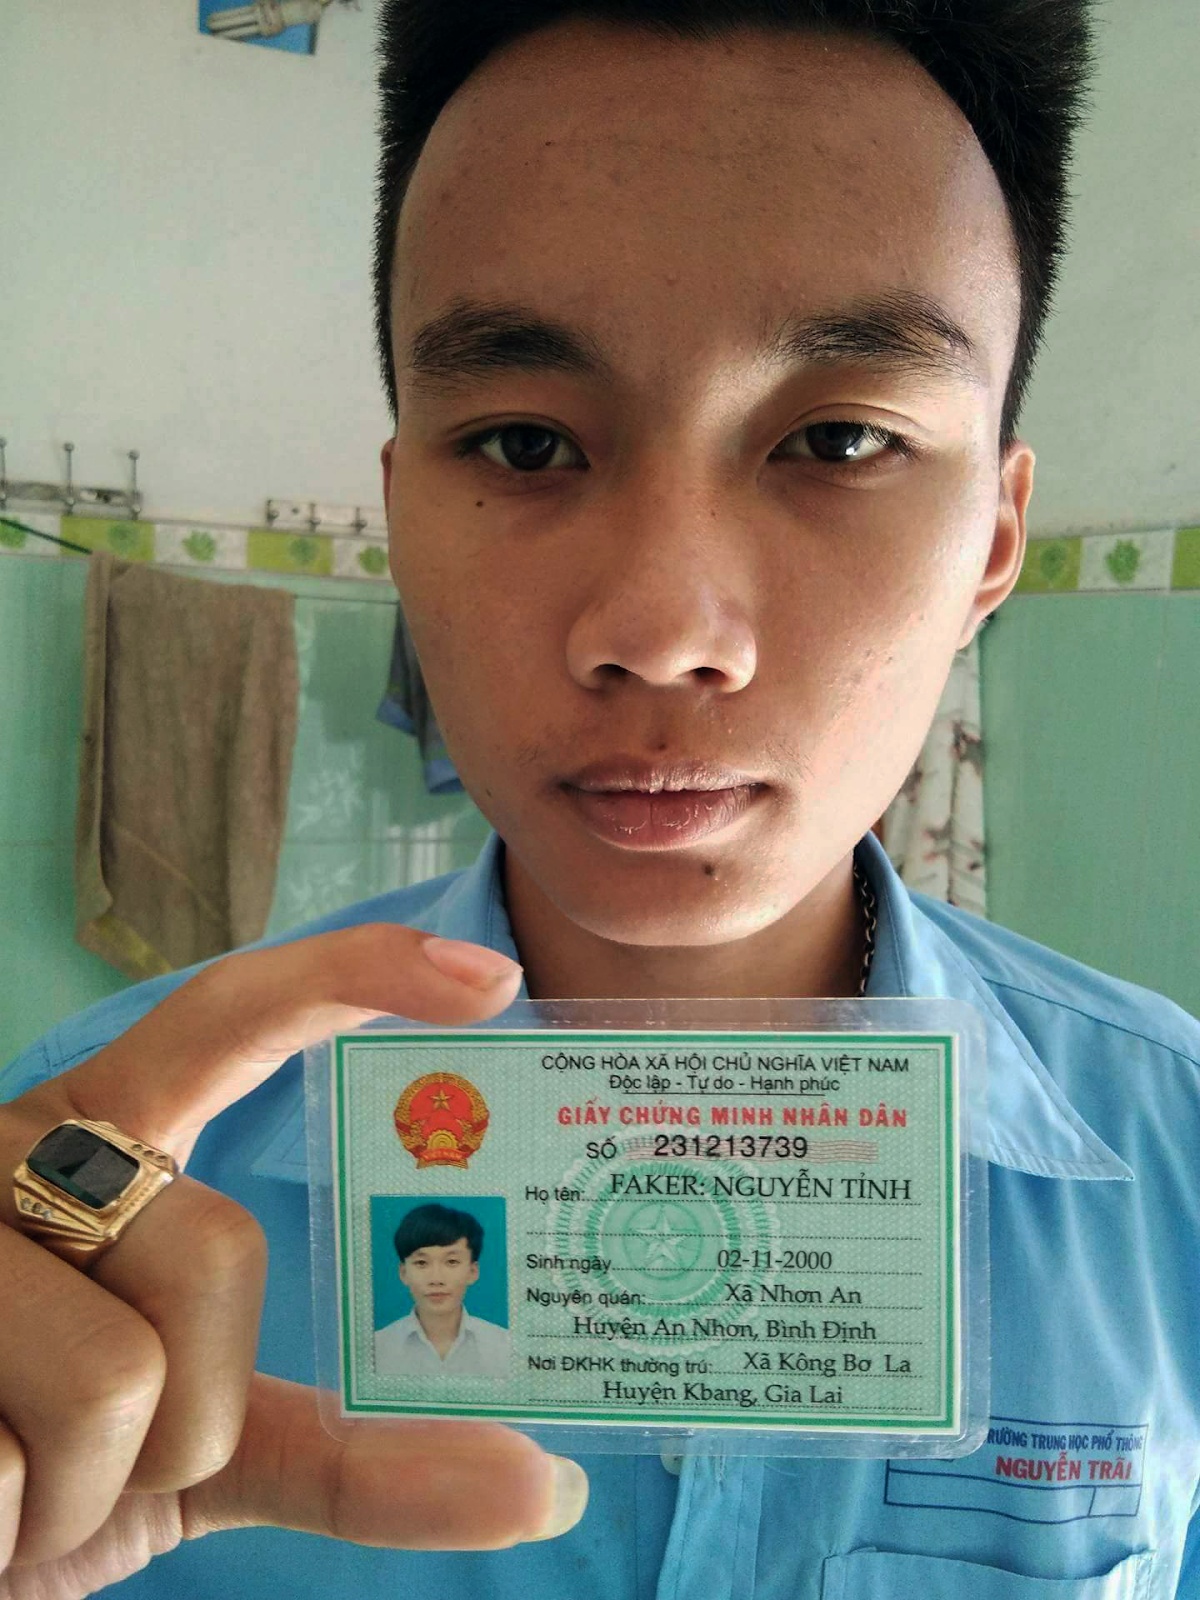 CỘNG HÒA XÃ HỘI CHỦ NGHĨA VIỆT NAM
Độc lập - Tự do - Hạnh phúc
GIẤY CHỨNG MINH NHÂN DÂN
SỐ 231213739
Họ tên: FAKER: NGUYỄN TỈNH
Sinh ngày 02-11-2000
Nguyên quán: Xã Nhơn An
Huyện An Nhơn, Bình Định
Nơi ĐKHK thường trú: Xã Kông Bơ La
Huyện Kbang, Gia Lai
VIỆT NAM
RƯỜNG TRUNG HỌC PHỔ THÔNG
NGUYỄN TRÃI